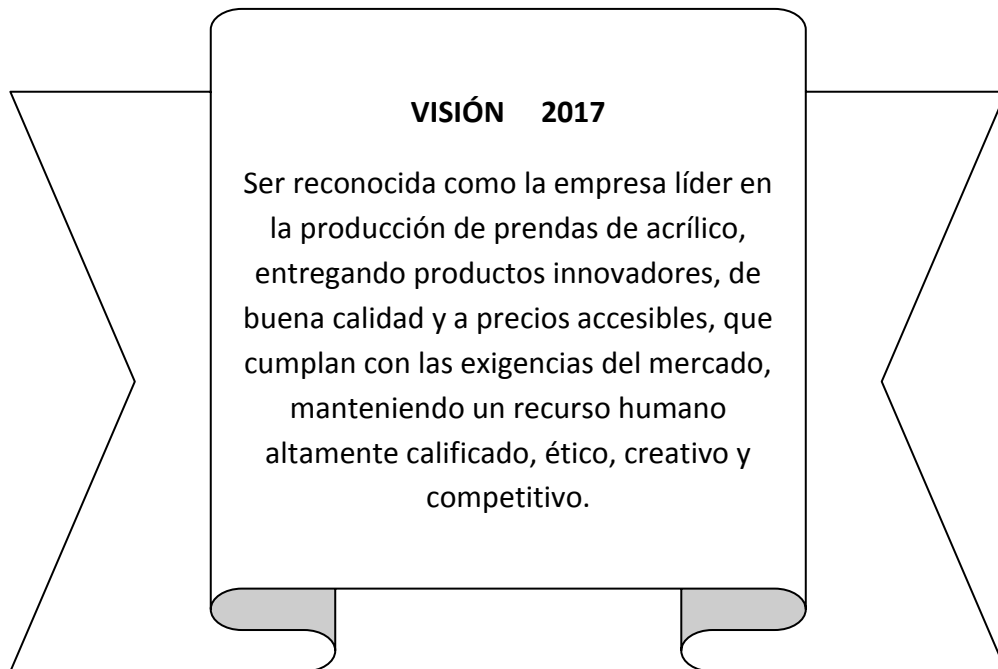 VISIÓN 2017
Ser reconocida como la empresa líder en
la producción de prendas de acrílico,
entregando productos innovadores, de
buena calidad y a precios accesibles, que
cumplan con las exigencias del mercado,
manteniendo un recurso humano
altamente calificado, ético, creativo y
competitivo.